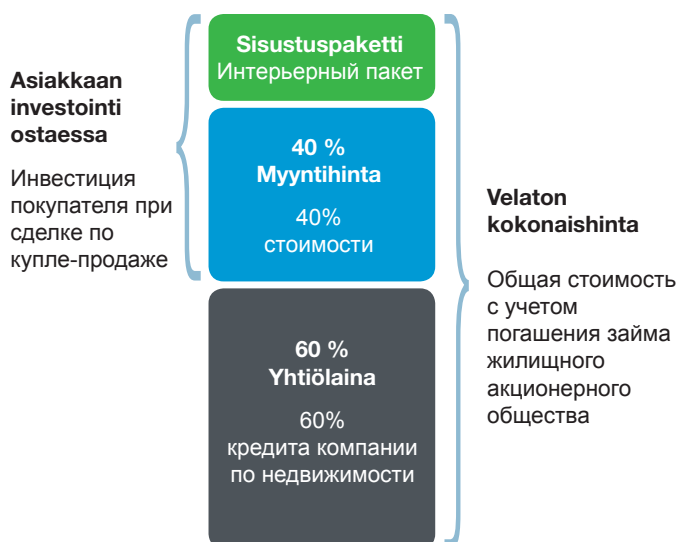 Asiakkaan
investointi
ostaessa
Инвестиция
покупателя при
сделке по
купле-продаже
Sisustuspaketti
Интерьерный пакет
40 %
Myyntihinta
40%
стоимости
60 %
Yhtiölaina
60%
кредита компании
по недвижимости
Velaton
kokonaishinta
Общая стоимость
с учетом
погашения займа
жилищного
акционерного
общества